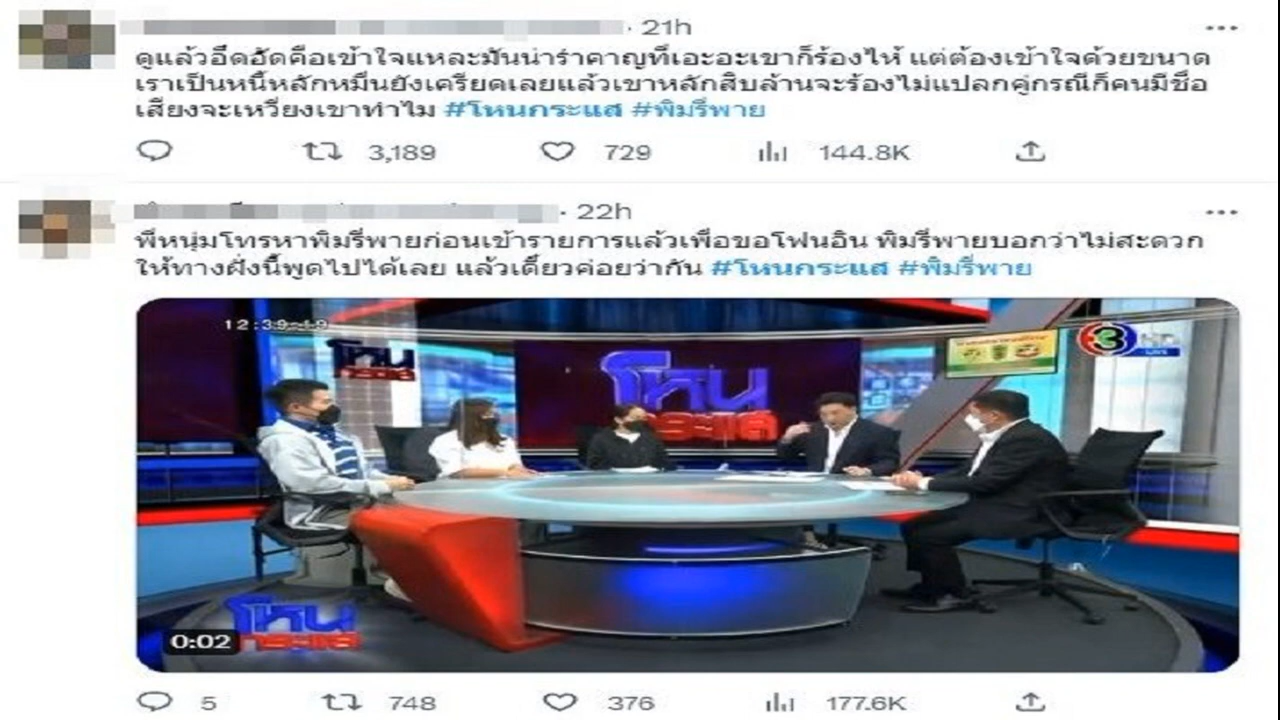 · 21h
ดูแล้วอึดอัดคือเข้าใจแหละมันน่ารำคาญที่เอะอะเขาก็ร้องไห้ แต่ต้องเข้าใจด้วยขนาด
เราเป็นหนี้หลักหมื่นยังเครียดเลยแล้วเขาหลักสิบล้านจะร้องไม่แปลกคู่กรณีก็คนมีชื่อ
เสียงจะเหวี่ยงเขาทำไม #โหนกระแส #พิมรี่พาย
3,189 729 144.8K
· 22h
พี่หนุ่มโทรหาพิมรี่พายก่อนเข้ารายการแล้วเพื่อขอโฟนอิน พิมรี่พายบอกว่าไม่สะดวก
ให้ทางฝั่งนี้พูดไปได้เลย แล้วเดี๋ยวค่อยว่ากัน #โหนกระแส #พิมรี่พาย
โหน
กระแส
โหน
กระแส
3 HD
LIVE
โหน
กระแส
0:02
5 748 376 177.6K